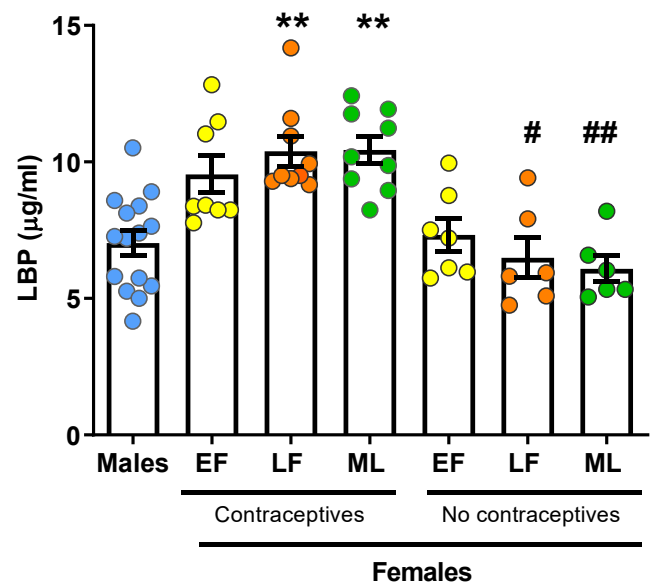 ** **
15
# ##
10
5
0
LBP (µg/ml)
Males EF LF ML EF LF ML
Contraceptives No contraceptives
Females